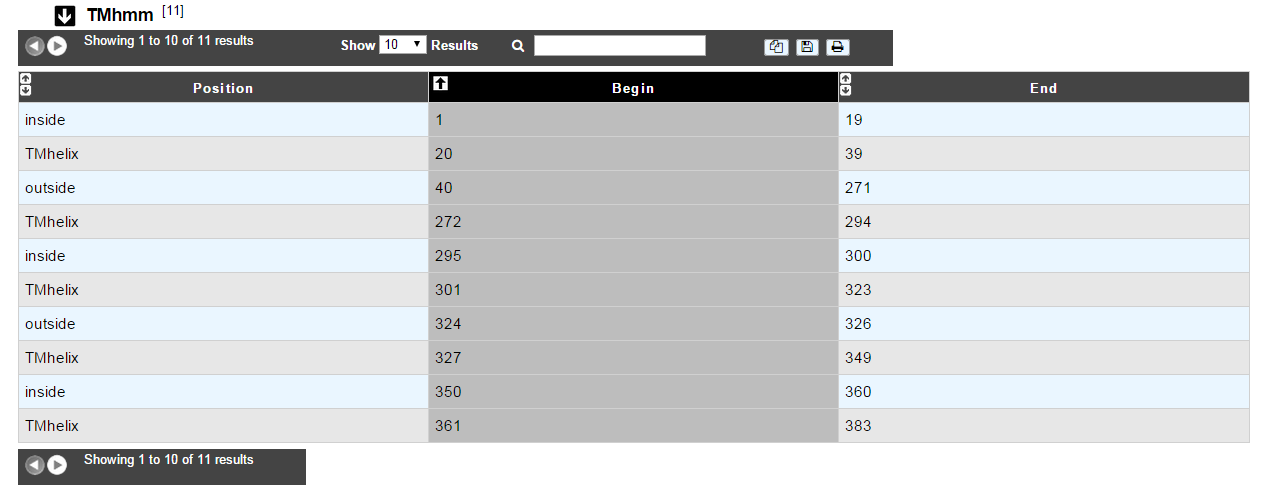 TMhmm [11]
Showing 1 to 10 of 11 results Show 10 Results
Position Begin End
inside 1 19
TMhelix 20 39
outside 40 271
TMhelix 272 294
inside 295 300
TMhelix 301 323
outside 324 326
TMhelix 327 349
inside 350 360
TMhelix 361 383
Showing 1 to 10 of 11 results